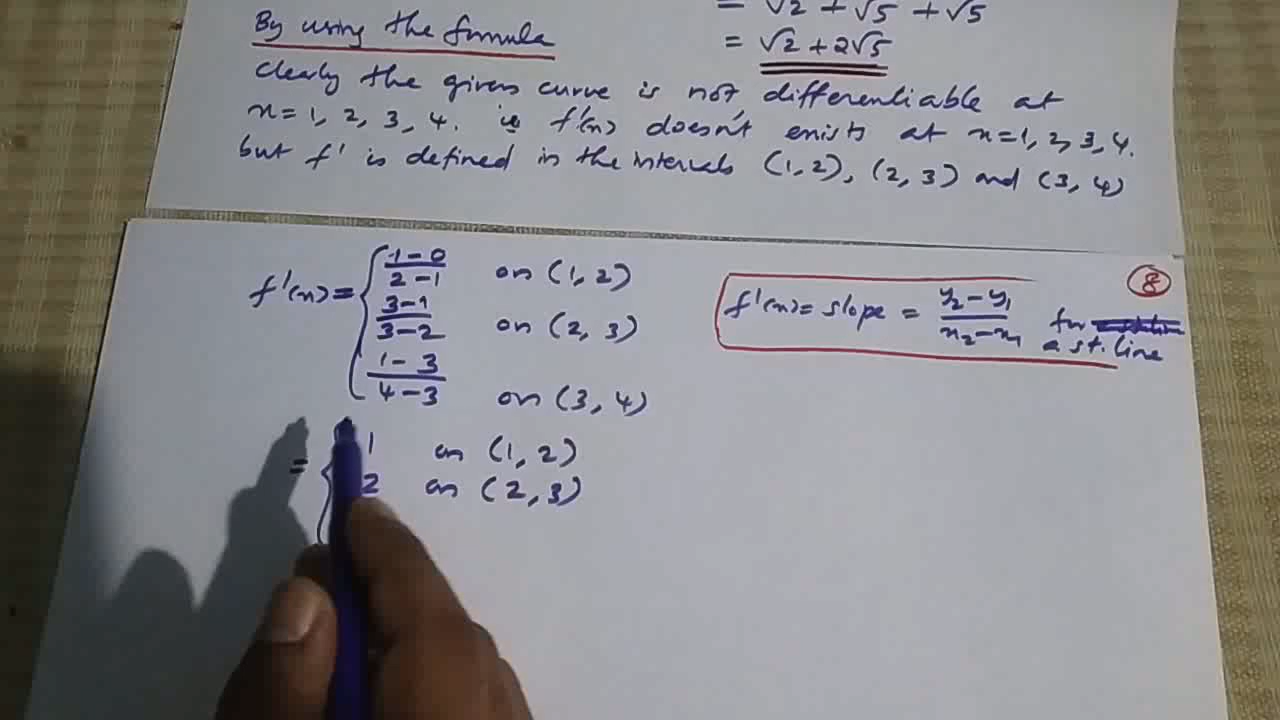 = √2 + √5 + √5
By using the formula
= √2 + 2√5
Clearly the given curve is not differentiable at
x = 1, 2, 3, 4. ie f'(x) doesn't exists at x = 1, 2, 3, 4.
but f' is defined in the intervals (1, 2), (2, 3) and (3, 4)
8
f'(x) = { 1 - 0 / 2 - 1 on (1, 2)
3 - 1 / 3 - 2 on (2, 3)
1 - 3 / 4 - 3 on (3, 4)
f'(x) = slope = y₂ - y₁ / x₂ - x₁ for
a st. line
= { 1 on (1, 2)
2 on (2, 3)